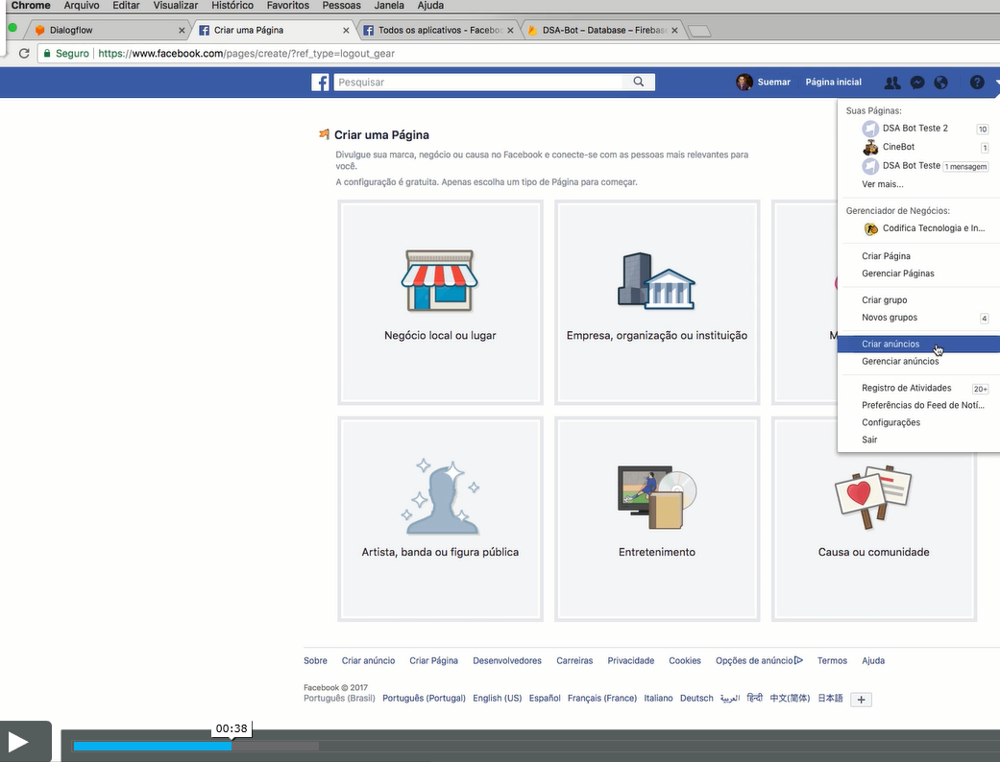 Chrome Arquivo Editar Visualizar Histórico Favoritos Pessoas Janela Ajuda
Dialogflow
Criar uma Página
Todos os aplicativos - Facebo
DSA-Bot – Database – Firebas
Seguro https://www.facebook.com/pages/create/?ref_type=logout_gear
Pesquisar
Suemar
Página inicial
Criar uma Página
Divulgue sua marca, negócio ou causa no Facebook e conecte-se com as pessoas mais relevantes para
você.
A configuração é gratuita. Apenas escolha um tipo de Página para começar.
Negócio local ou lugar
Empresa, organização ou instituição
M
Artista, banda ou figura pública
Entretenimento
Causa ou comunidade
Suas Páginas:
DSA Bot Teste 2 10
CineBot 1
DSA Bot Teste 1 mensagem
Ver mais...
Gerenciador de Negócios:
Codifica Tecnologia e In...
Criar Página
Gerenciar Páginas
Criar grupo
Novos grupos 4
Criar anúncios
Gerenciar anúncios
Registro de Atividades 20+
Preferências do Feed de Notí...
Configurações
Sair
Sobre Criar anúncio Criar Página Desenvolvedores Carreiras Privacidade Cookies Opções de anúncio Termos Ajuda
Facebook © 2017
Português (Brasil) Português (Portugal) English (US) Español Français (France) Italiano Deutsch العربية हिन्दी 中文(简体) 日本語
00:38